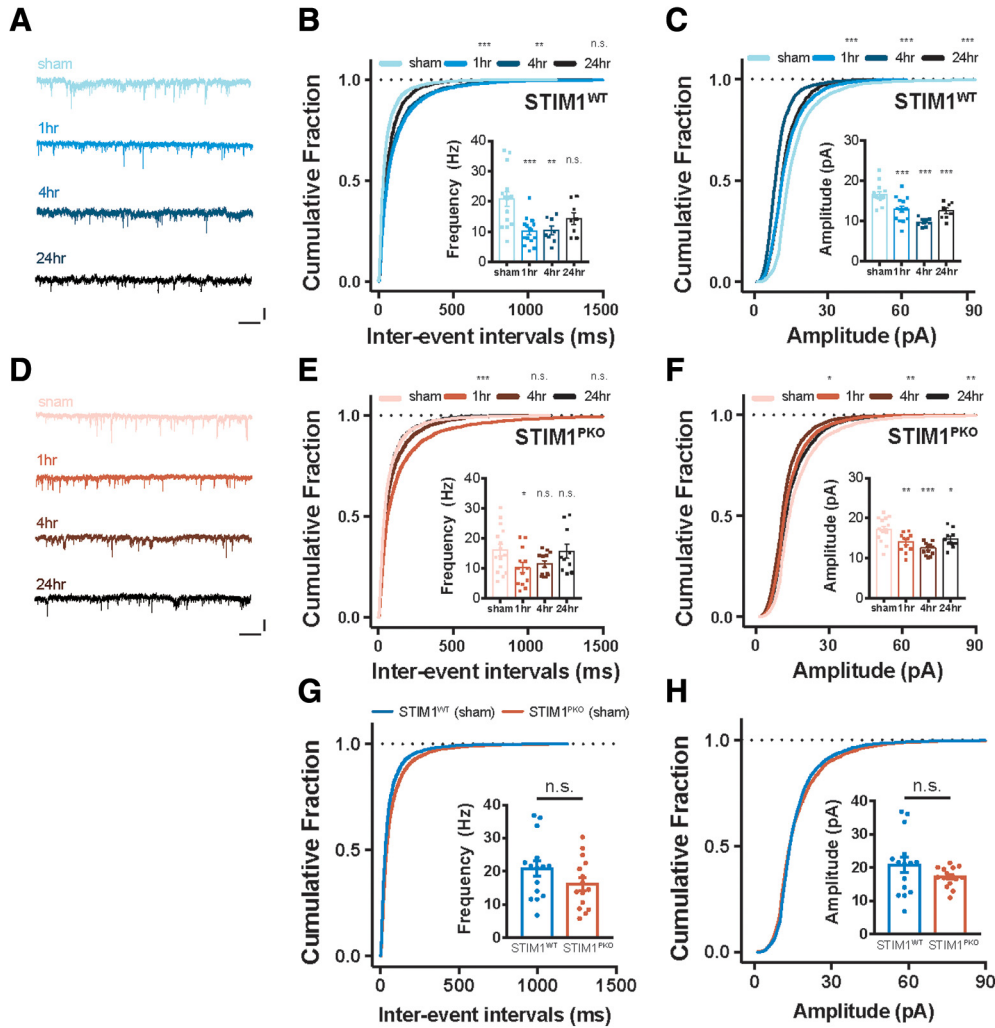 A
sham
1hr
4hr
24hr
B
*** ** n.s.
sham 1hr 4hr 24hr
STIM1WT
Cumulative Fraction
1.0
0.5
0.0
0 500 1000 1500
Inter-event intervals (ms)
Frequency (Hz)
40
30
20
10
0
*** ** n.s.
sham 1hr 4hr 24hr
C
*** *** ***
sham 1hr 4hr 24hr
STIM1WT
Cumulative Fraction
1.0
0.5
0.0
0 30 60 90
Amplitude (pA)
Amplitude (pA)
30
20
10
0
*** *** ***
sham 1hr 4hr 24hr
D
sham
1hr
4hr
24hr
E
*** n.s. n.s.
sham 1hr 4hr 24hr
STIM1PKO
Cumulative Fraction
1.0
0.5
0.0
0 500 1000 1500
Inter-event intervals (ms)
Frequency (Hz)
40
30
20
10
0
* n.s. n.s.
sham 1hr 4hr 24hr
F
* ** **
sham 1hr 4hr 24hr
STIM1PKO
Cumulative Fraction
1.0
0.5
0.0
0 30 60 90
Amplitude (pA)
Amplitude (pA)
30
20
10
0
** *** *
sham 1hr 4hr 24hr
G
STIM1WT (sham) STIM1PKO (sham)
Cumulative Fraction
1.0
0.5
0.0
0 500 1000 1500
Inter-event intervals (ms)
Frequency (Hz)
40
30
20
10
0
n.s.
STIM1WT STIM1PKO
H
Cumulative Fraction
1.0
0.5
0.0
0 30 60 90
Amplitude (pA)
Amplitude (pA)
40
30
20
10
0
n.s.
STIM1WT STIM1PKO